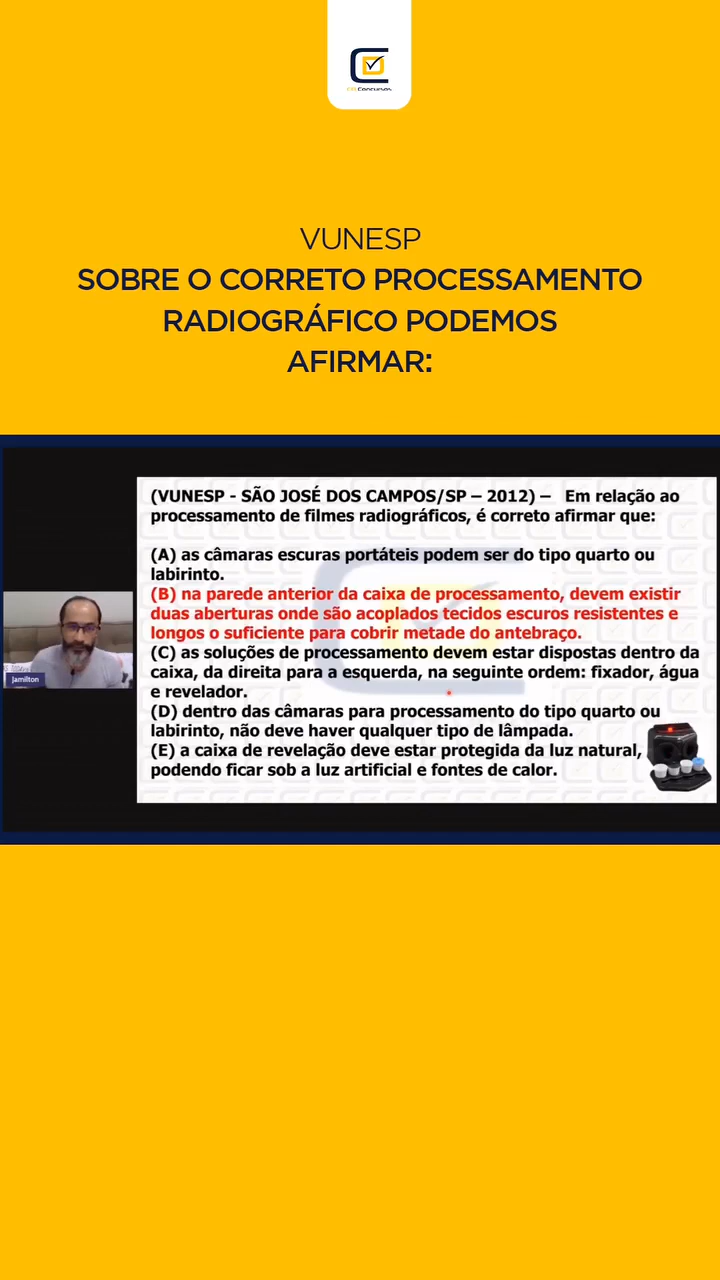 CD Concursos
VUNESP
SOBRE O CORRETO PROCESSAMENTO
RADIOGRÁFICO PODEMOS
AFIRMAR:
(VUNESP - SÃO JOSÉ DOS CAMPOS/SP – 2012) – Em relação ao
processamento de filmes radiográficos, é correto afirmar que:
(A) as câmaras escuras portáteis podem ser do tipo quarto ou
labirinto.
(B) na parede anterior da caixa de processamento, devem existir
duas aberturas onde são acoplados tecidos escuros resistentes e
longos o suficiente para cobrir metade do antebraço.
(C) as soluções de processamento devem estar dispostas dentro da
caixa, da direita para a esquerda, na seguinte ordem: fixador, água
e revelador.
(D) dentro das câmaras para processamento do tipo quarto ou
labirinto, não deve haver qualquer tipo de lâmpada.
(E) a caixa de revelação deve estar protegida da luz natural,
podendo ficar sob a luz artificial e fontes de calor.
Jamilton